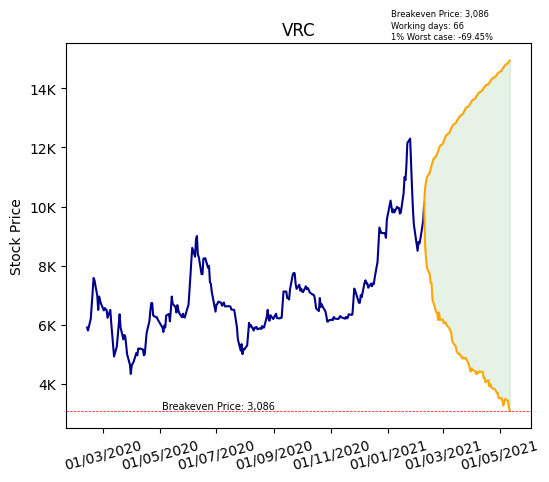 Breakeven Price: 3,086
Working days: 66
1% Worst case: -69.45%
VRC
Stock Price
14K
12K
10K
8K
6K
4K
Breakeven Price: 3,086
01/03/2020
01/05/2020
01/07/2020
01/09/2020
01/11/2020
01/01/2021
01/03/2021
01/05/2021